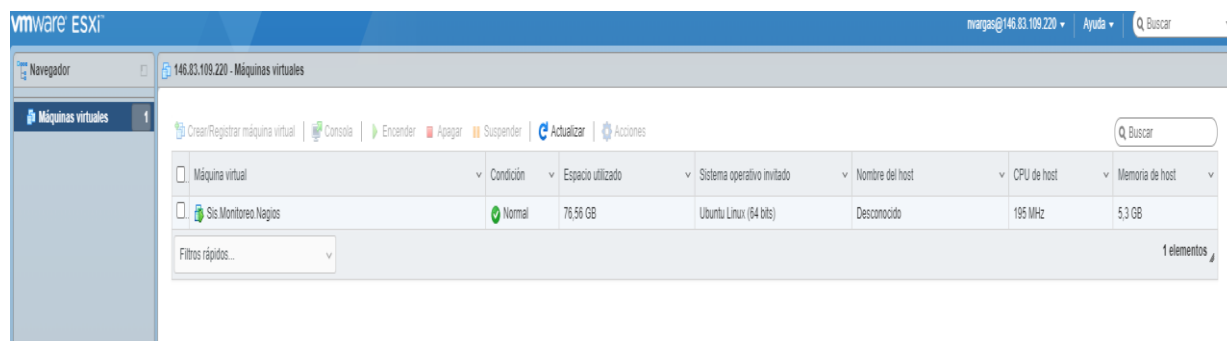 vmware ESXi™
nvargas@146.83.109.220
Ayuda
Buscar
Navegador
146.83.109.220 - Máquinas virtuales
Máquinas virtuales 1
Crear/Registrar máquina virtual Consola Encender Apagar Suspender Actualizar Acciones
Buscar
Máquina virtual Condición Espacio utilizado Sistema operativo invitado Nombre del host CPU de host Memoria de host
Sis.Monitoreo.Nagios Normal 76,56 GB Ubuntu Linux (64 bits) Desconocido 195 MHz 5,3 GB
Filtros rápidos...
1 elementos